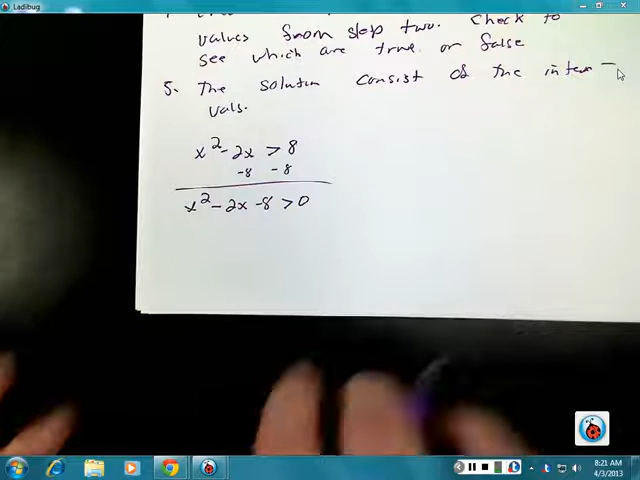 Ladibug
values from step two. Check to
see which are true or false
5. The solution consist of the inter-
vals.
x² - 2x > 8
-8 -8
x² - 2x - 8 > 0
8:21 AM
4/3/2013